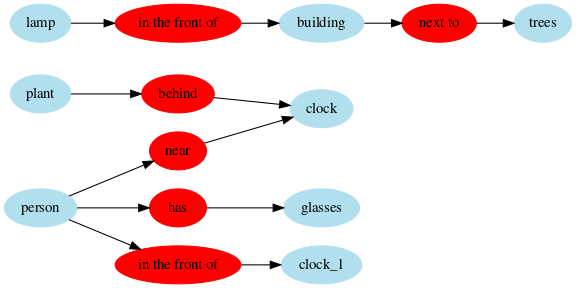 lamp in the front of building next to trees
plant behind clock
near
person has glasses
in the front of clock_1